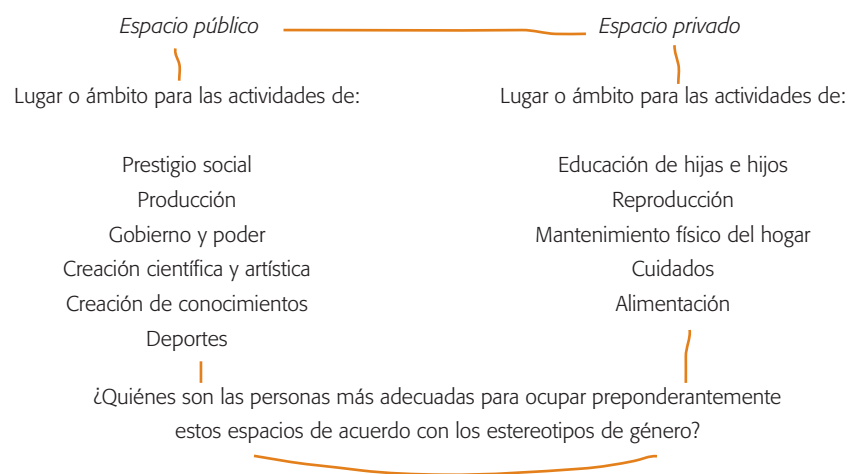 Espacio público
Lugar o ámbito para las actividades de:
Prestigio social
Producción
Gobierno y poder
Creación científica y artística
Creación de conocimientos
Deportes
Espacio privado
Lugar o ámbito para las actividades de:
Educación de hijas e hijos
Reproducción
Mantenimiento físico del hogar
Cuidados
Alimentación
¿Quiénes son las personas más adecuadas para ocupar preponderantemente
estos espacios de acuerdo con los estereotipos de género?